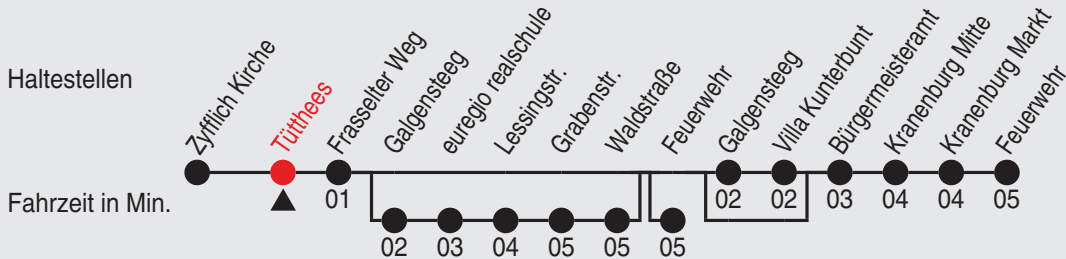 Haltestellen
Zyfflich Kirche
Tütthees
Frasselter Weg
Galgensteeg
euregio realschule
Lessingstr.
Grabenstr.
Waldstraße
Feuerwehr
Galgensteeg
Villa Kunterbunt
Bürgermeisteramt
Kranenburg Mitte
Kranenburg Markt
Feuerwehr
Fahrzeit in Min.
01
02
03
04
05
05
05
02
02
03
04
04
05